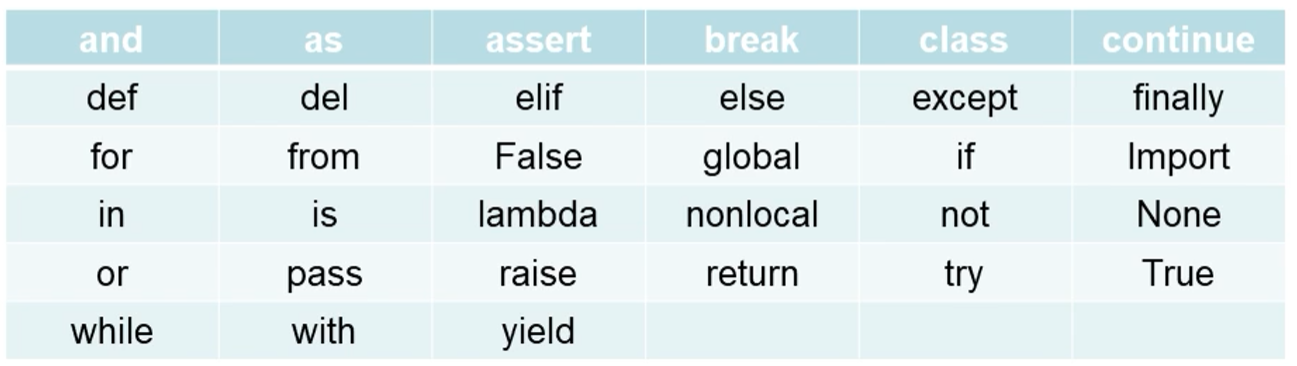 and as assert break class continue
def del elif else except finally
for from False global if Import
in is lambda nonlocal not None
or pass raise return try True
while with yield